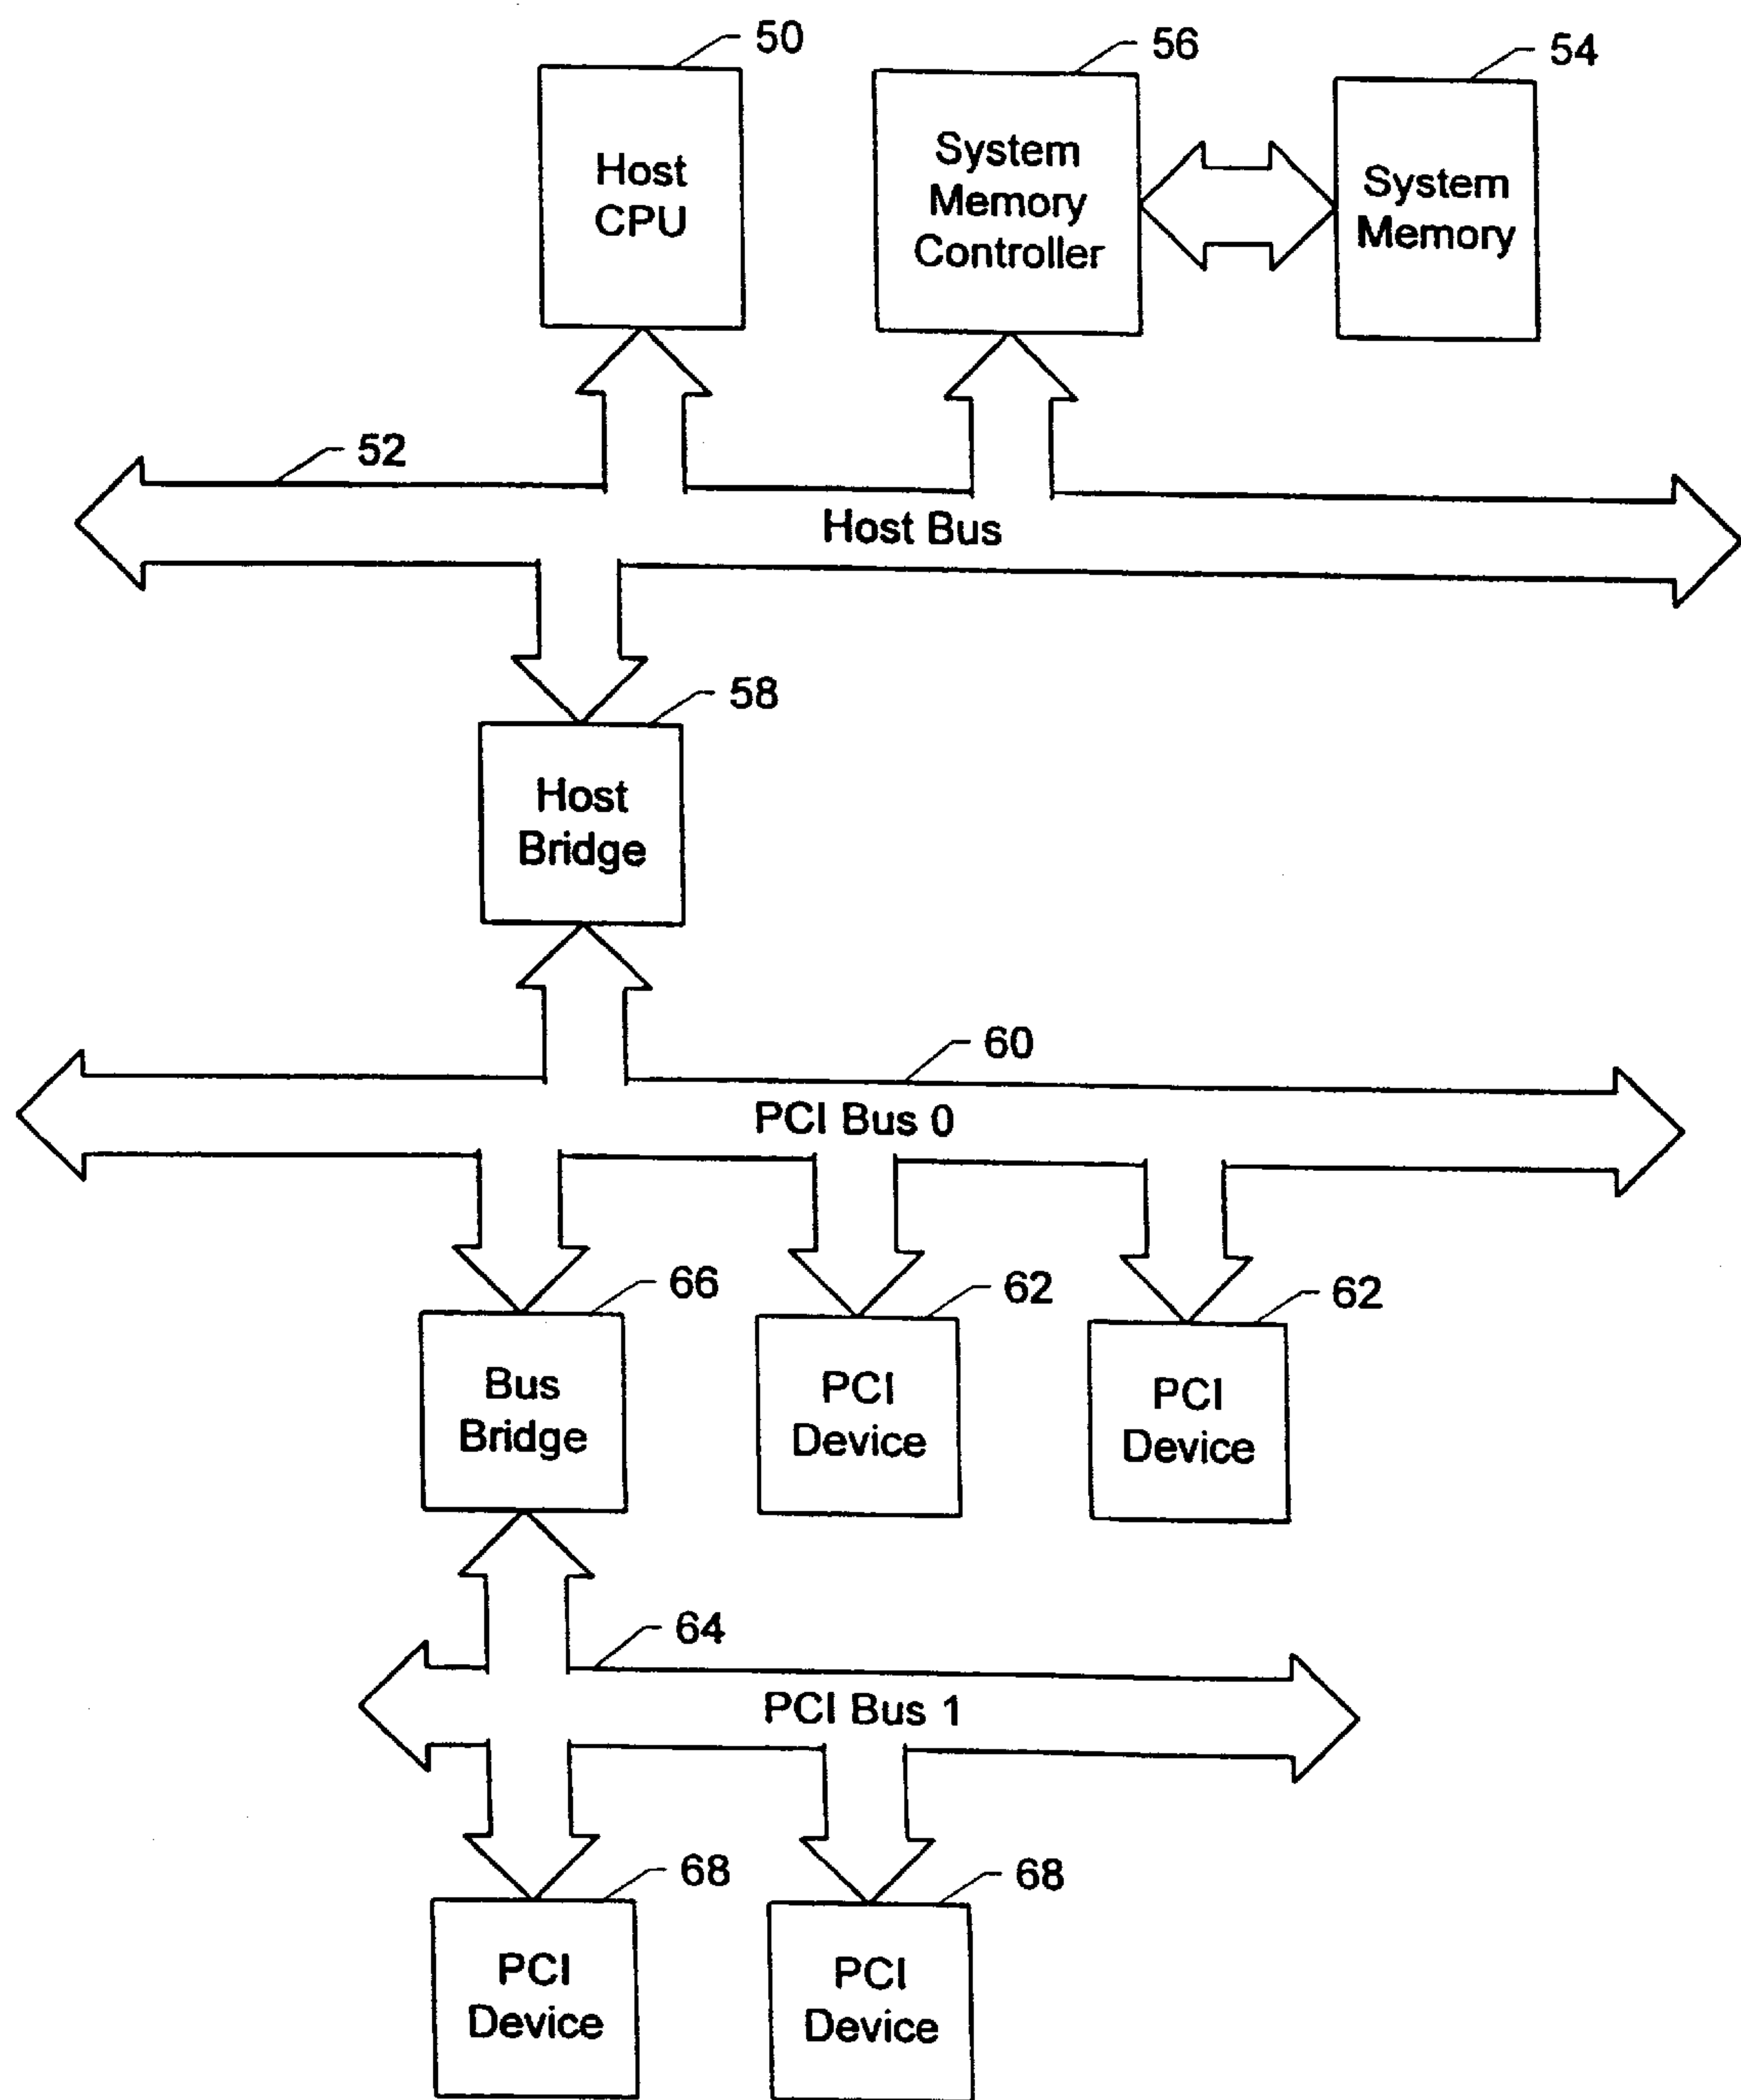 50
56
54
Host
CPU
System
Memory
Controller
System
Memory
52
Host Bus
58
Host
Bridge
60
PCI Bus 0
66
62
62
Bus
Bridge
PCI
Device
PCI
Device
64
PCI Bus 1
68
68
PCI
Device
PCI
Device